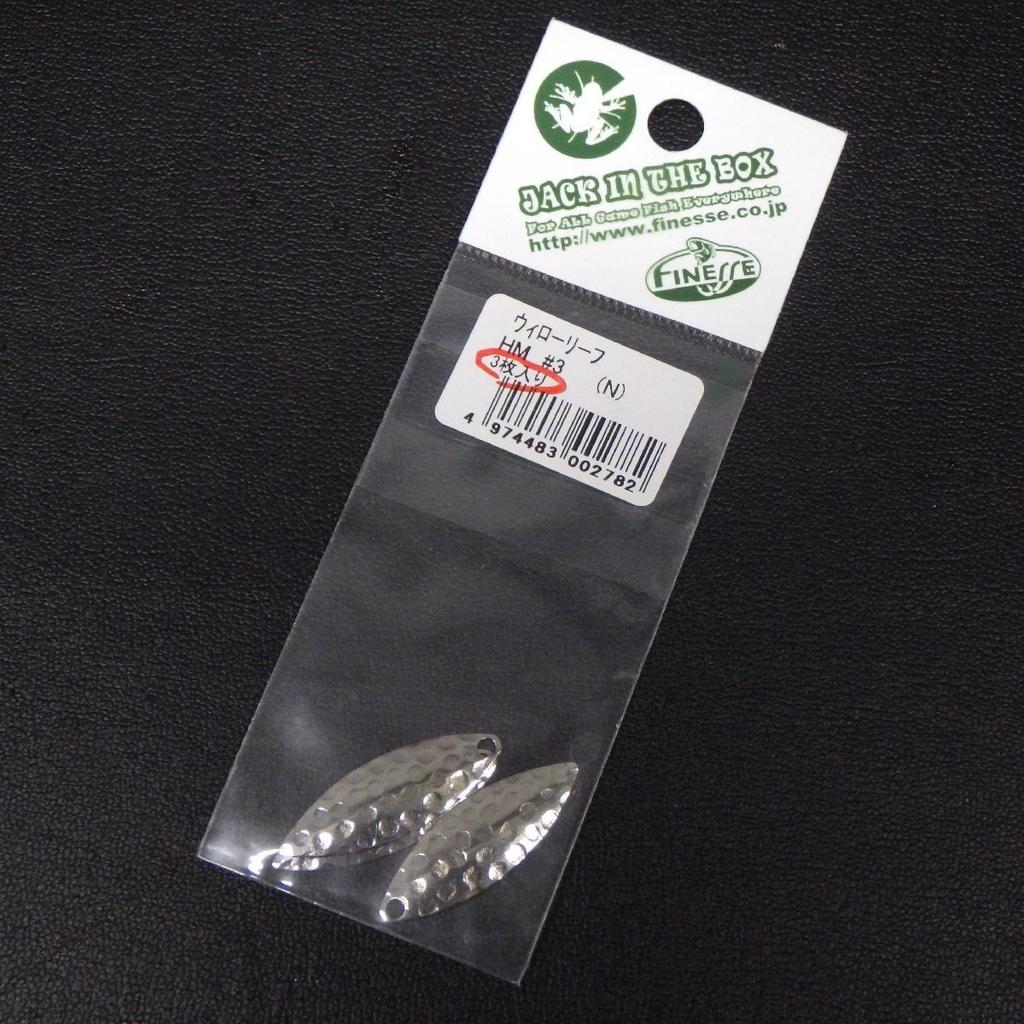 JACK IN THE BOX
For ALL Game Fish Everywhere
http://www.finesse.co.jp
FINESSE
ウィローリーフ
HM #3
3枚入り (N)
4 974483 002782